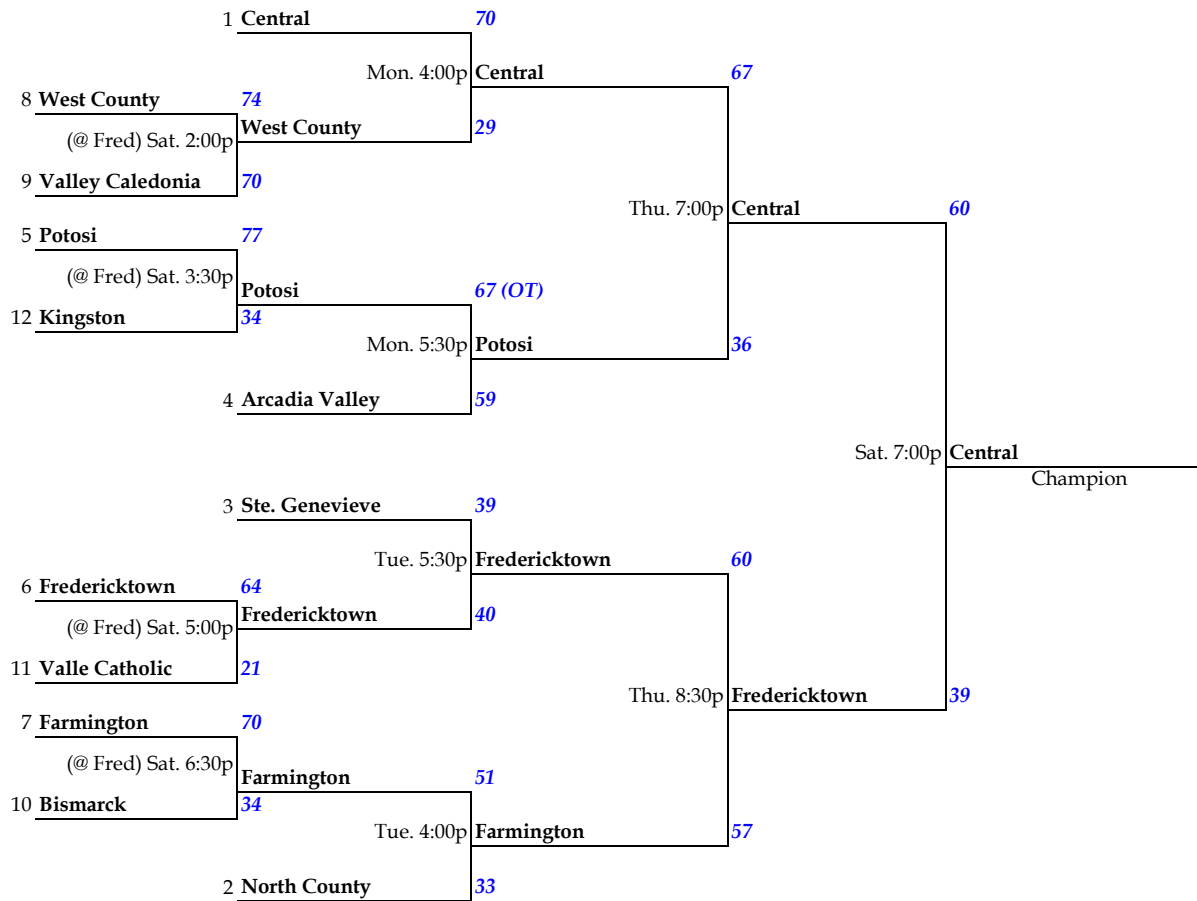 1 Central 70
Mon. 4:00p Central 67
8 West County 74
(@ Fred) Sat. 2:00p West County 29
9 Valley Caledonia 70
Thu. 7:00p Central 60
5 Potosi 77
(@ Fred) Sat. 3:30p Potosi 67 (OT)
12 Kingston 34
Mon. 5:30p Potosi 36
4 Arcadia Valley 59
Sat. 7:00p Central
Champion
3 Ste. Genevieve 39
Tue. 5:30p Fredericktown 60
6 Fredericktown 64
(@ Fred) Sat. 5:00p Fredericktown 40
11 Valle Catholic 21
Thu. 8:30p Fredericktown 39
7 Farmington 70
(@ Fred) Sat. 6:30p Farmington 51
10 Bismarck 34
Tue. 4:00p Farmington 57
2 North County 33